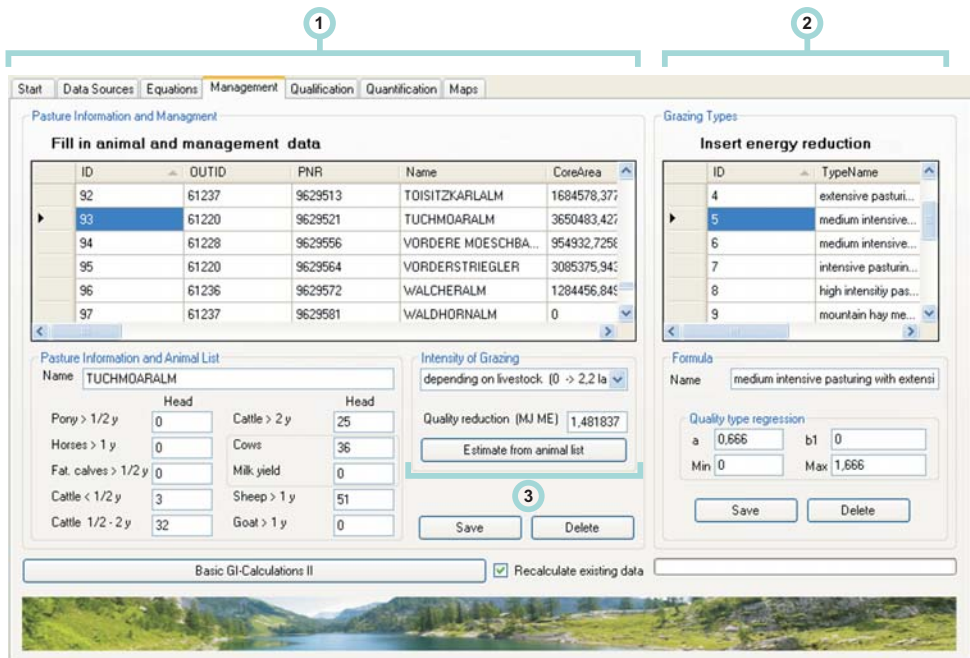 1 2
Start Data Sources Equations Management Qualification Quantification Maps
Pasture Information and Managment
Fill in animal and management data
ID OUTID PNR Name CoreArea
92 61237 9629513 TOISITZKARLALM 1684578,377
93 61220 9629521 TUCHMOARALM 3650483,427
94 61228 9629556 VORDERE MOESCHBA... 954932,7258
95 61220 9629564 VORDERSTRIEGLER 3085375,943
96 61236 9629572 WALCHERALM 1284456,849
97 61237 9629581 WALDHORNALM 0
Grazing Types
Insert energy reduction
ID TypeName
4 extensive pasturi...
5 medium intensive...
6 medium intensive...
7 intensive pasturin...
8 high intensitiy pas...
9 mountain hay me...
Pasture Information and Animal List
Name TUCHMOARALM
Head Head
Pony > 1/2 y 0 Cattle > 2 y 25
Horses > 1 y 0 Cows 36
Fat. calves > 1/2 y 0 Milk yield 0
Cattle < 1/2 y 3 Sheep > 1 y 51
Cattle 1/2 - 2 y 32 Goat > 1 y 0
Intensity of Grazing
depending on livestock (0 -> 2,2 la
Quality reduction (MJ ME) 1,481837
Estimate from animal list
3
Save Delete
Formula
Name medium intensive pasturing with extensi
Quality type regression
a 0,666 b1 0
Min 0 Max 1,666
Save Delete
Basic GI-Calculations II Recalculate existing data